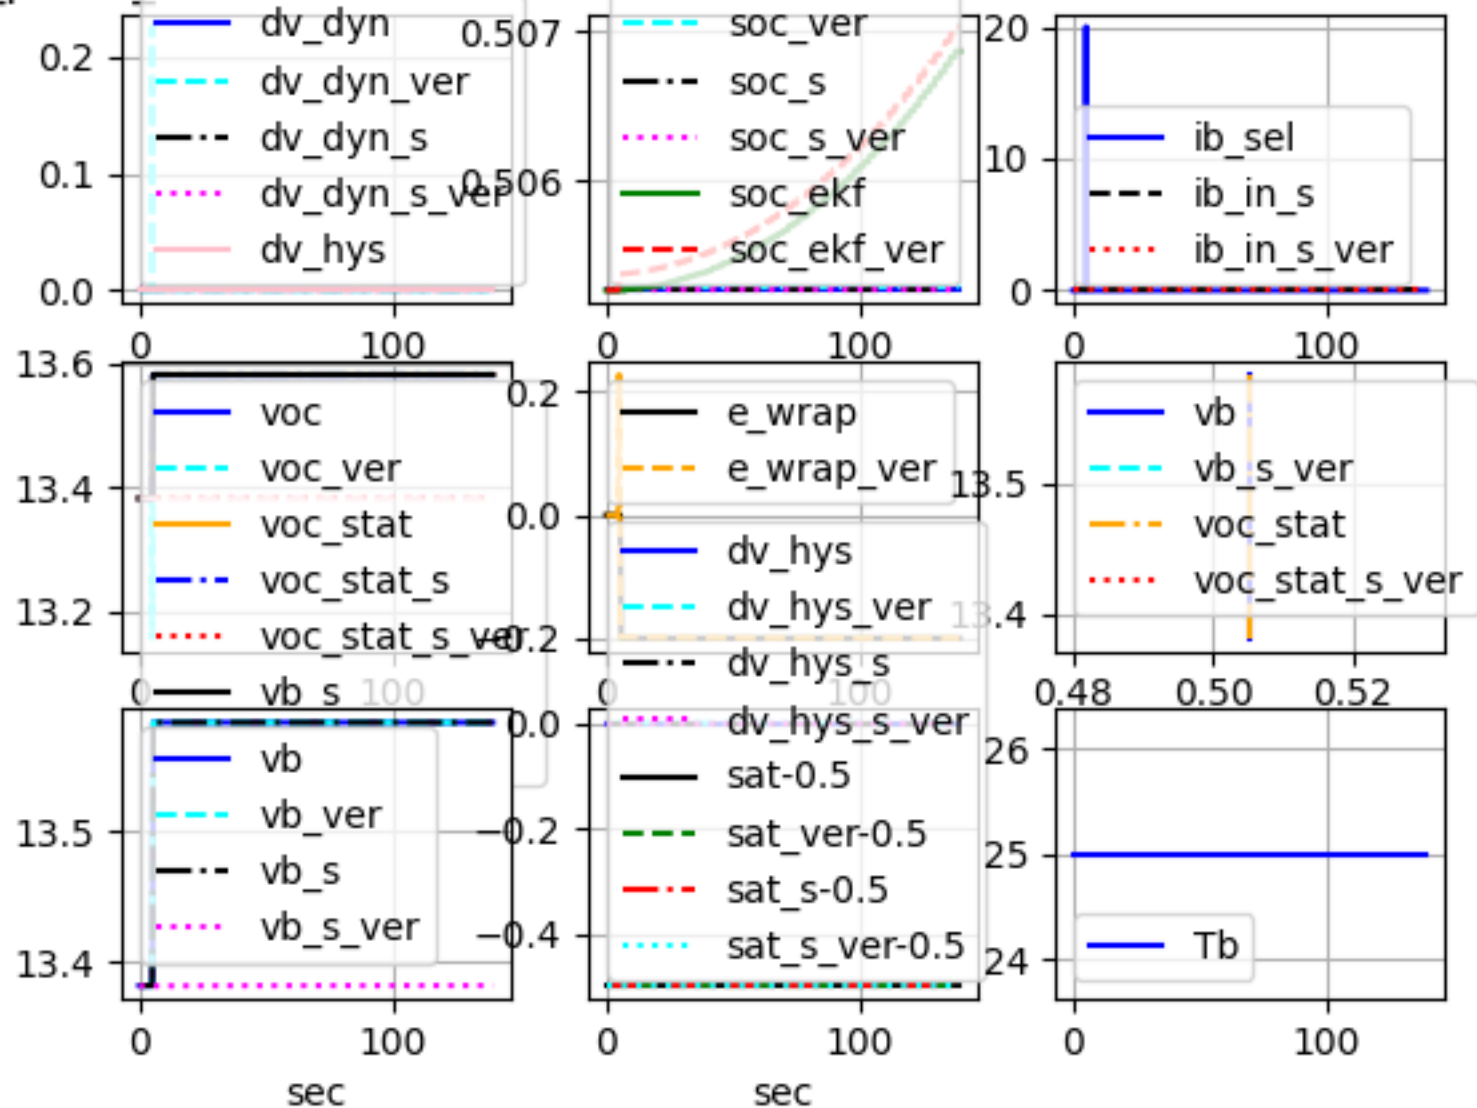 dv_dyn
dv_dyn_ver
dv_dyn_s
dv_dyn_s_ver
dv_hys
0.2
0.1
0.0
0 100
soc_ver
soc_s
soc_s_ver
soc_ekf
soc_ekf_ver
0.507
0.506
0 100
ib_sel
ib_in_s
ib_in_s_ver
20
10
0
0 100
13.6
13.4
13.2
voc
voc_ver
voc_stat
voc_stat_s
voc_stat_s_ver
vb_s
0 100
0.2
0.0
−0.2
e_wrap
e_wrap_ver
0 100
13.5
13.4
vb
vb_s_ver
voc_stat
voc_stat_s_ver
0.48 0.50 0.52
13.5
13.4
vb
vb_ver
vb_s
vb_s_ver
0 100
sec
0.0
−0.2
−0.4
dv_hys
dv_hys_ver
dv_hys_s
dv_hys_s_ver
sat-0.5
sat_ver-0.5
sat_s-0.5
sat_s_ver-0.5
0 100
sec
26
25
24
Tb
0 100